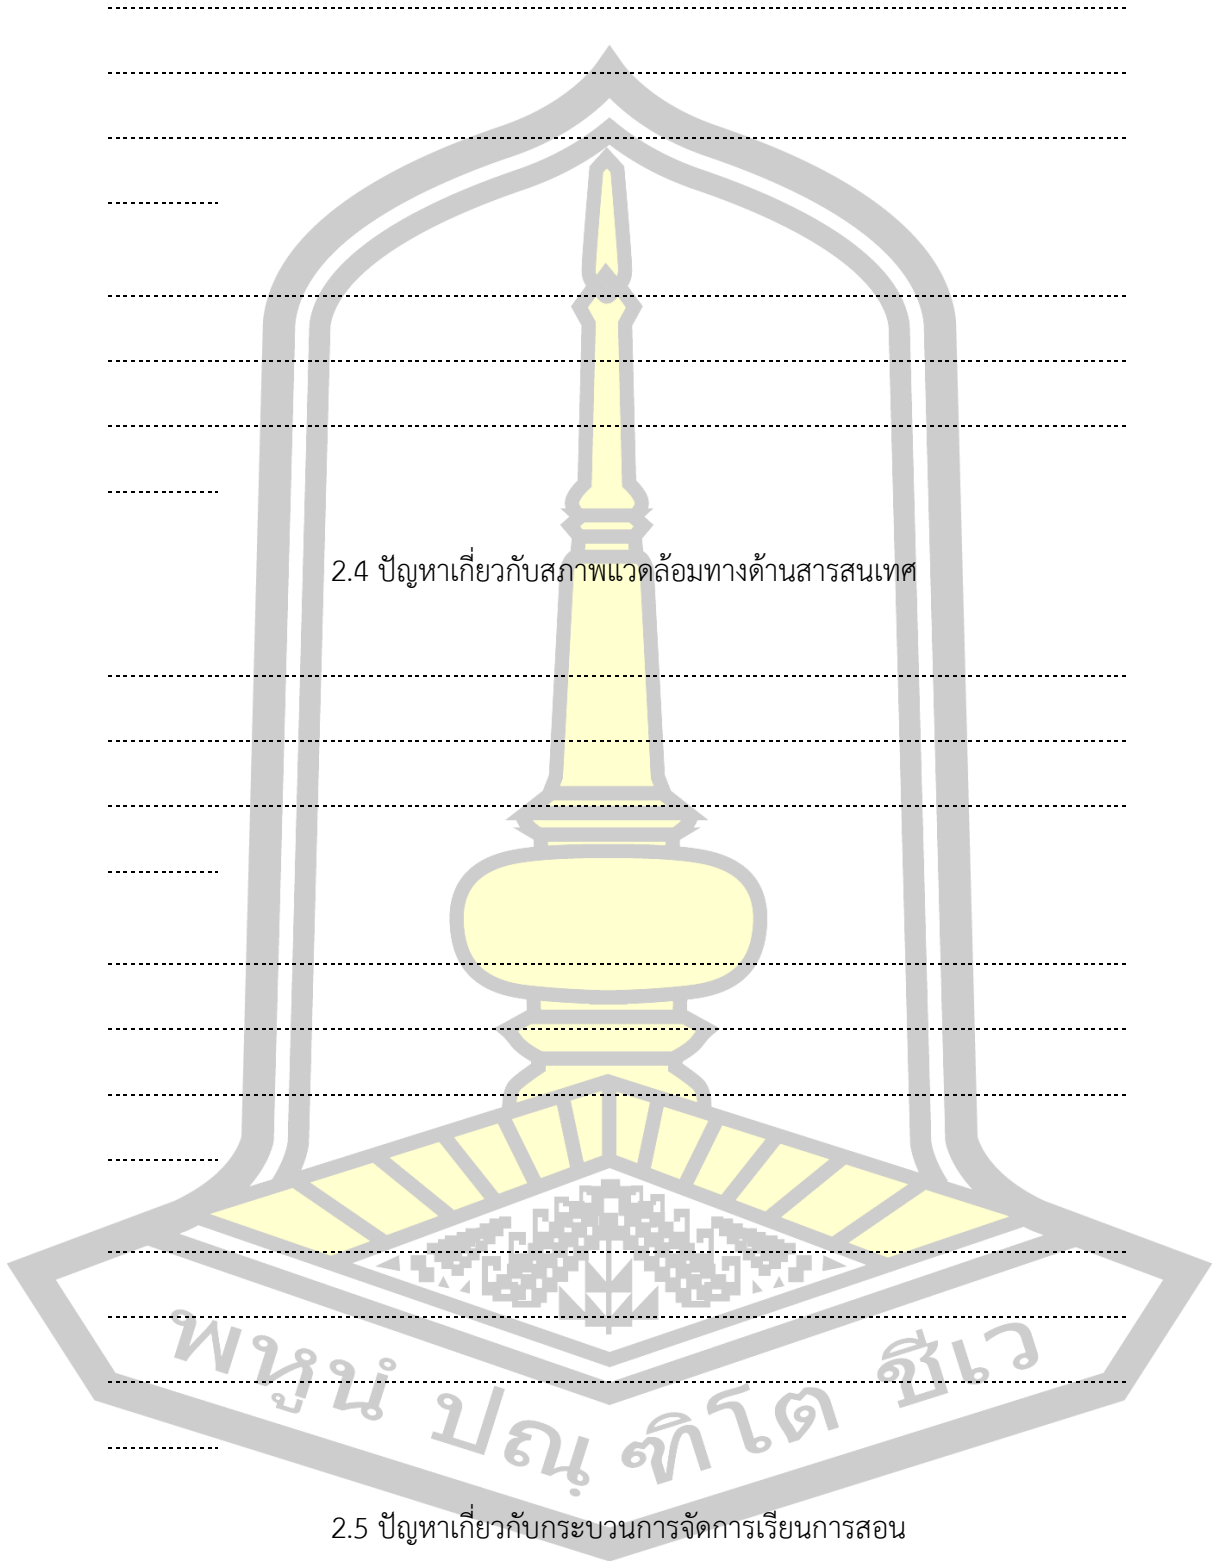 2.4 ปัญหาเกี่ยวกับสภาพแวดล้อมทางด้านสารสนเทศ
พหูนํ ปณฺ ฑิโต ชีเว
2.5 ปัญหาเกี่ยวกับกระบวนการจัดการเรียนการสอน